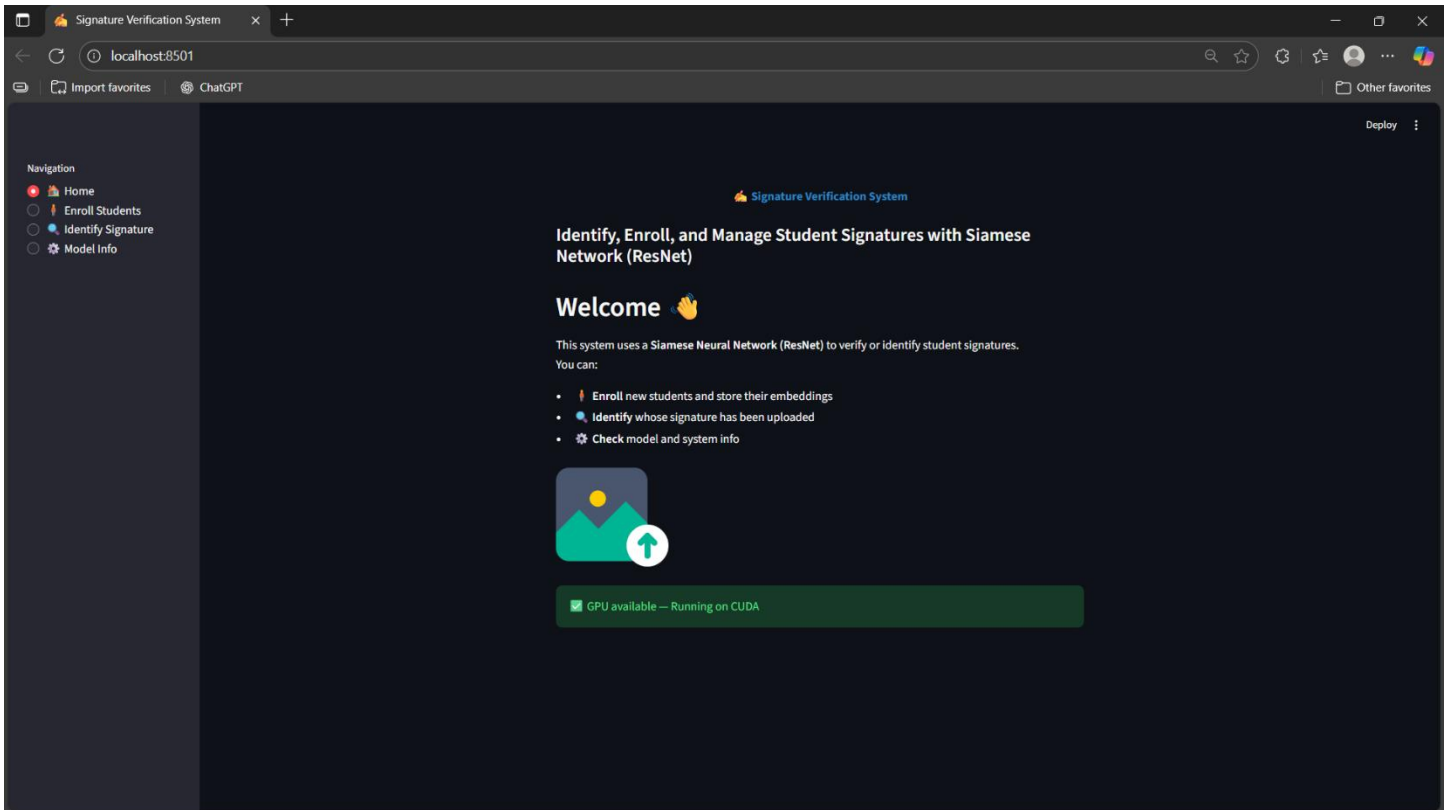 Signature Verification System
localhost:8501
Import favorites
ChatGPT
Other favorites
Deploy
Navigation
Home
Enroll Students
Identify Signature
Model Info
✍️ Signature Verification System
Identify, Enroll, and Manage Student Signatures with Siamese
Network (ResNet)
Welcome 👋
This system uses a Siamese Neural Network (ResNet) to verify or identify student signatures.
You can:
• Enroll new students and store their embeddings
• 🔍 Identify whose signature has been uploaded
• ⚙️ Check model and system info
✅ GPU available — Running on CUDA